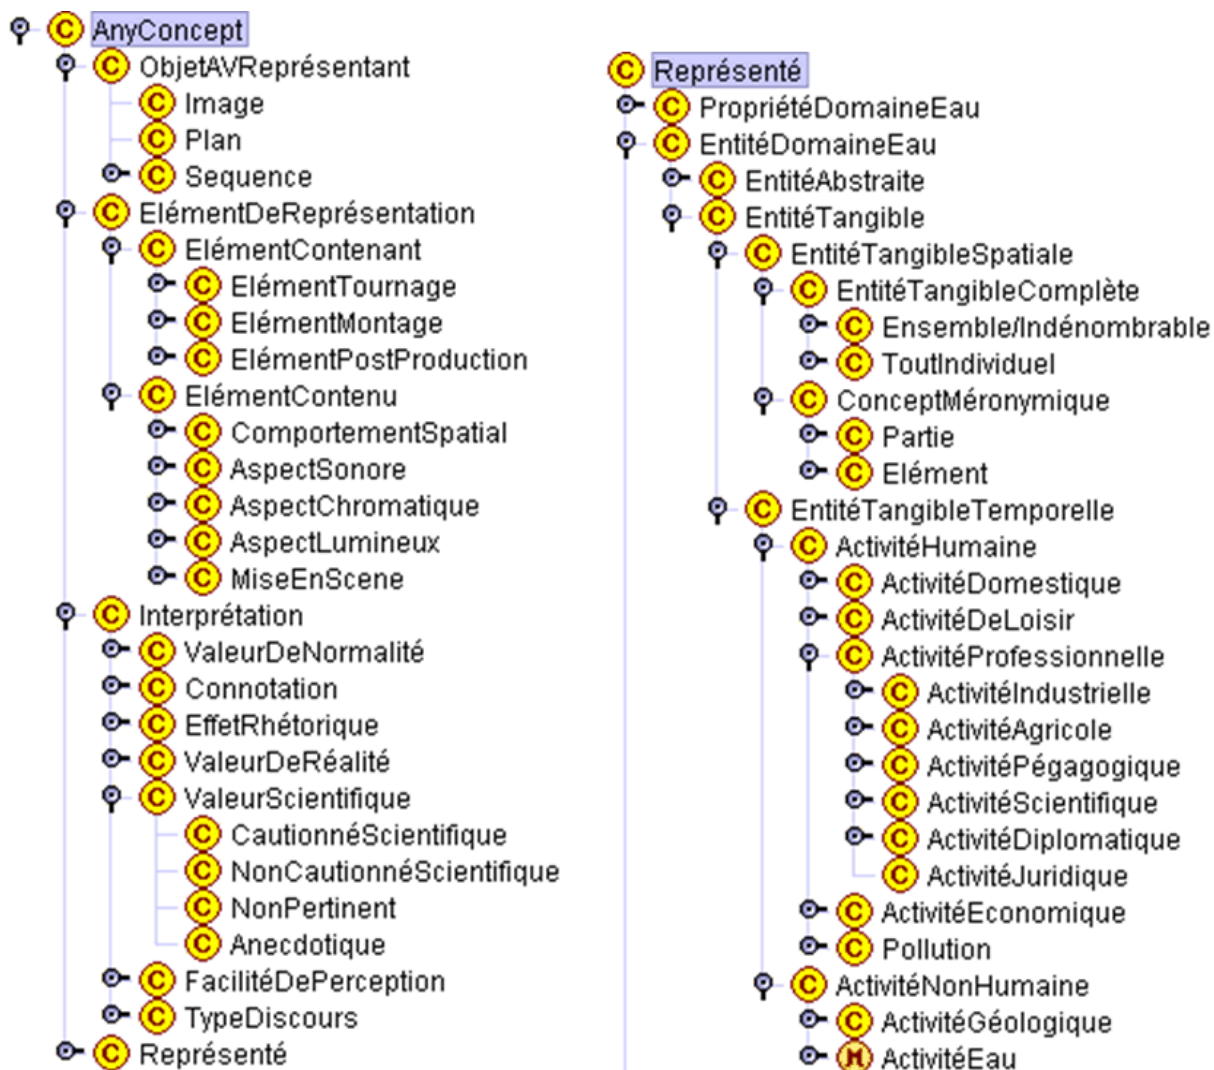 AnyConcept
ObjetAVReprésentant
Image
Plan
Sequence
ElémentDeReprésentation
ElémentContenant
ElémentTournage
ElémentMontage
ElémentPostProduction
ElémentContenu
ComportementSpatial
AspectSonore
AspectChromatique
AspectLumineux
MiseEnScene
Interprétation
ValeurDeNormalité
Connotation
EffetRhétorique
ValeurDeRéalité
ValeurScientifique
CautionnéScientifique
NonCautionnéScientifique
NonPertinent
Anecdotique
FacilitéDePerception
TypeDiscours
Représenté
Représenté
PropriétéDomaineEau
EntitéDomaineEau
EntitéAbstraite
EntitéTangible
EntitéTangibleSpatiale
EntitéTangibleComplète
Ensemble/Indénombrable
ToutIndividuel
ConceptMéronymique
Partie
Elément
EntitéTangibleTemporelle
ActivitéHumaine
ActivitéDomestique
ActivitéDeLoisir
ActivitéProfessionnelle
ActivitéIndustrielle
ActivitéAgricole
ActivitéPégagogique
ActivitéScientifique
ActivitéDiplomatique
ActivitéJuridique
ActivitéEconomique
Pollution
ActivitéNonHumaine
ActivitéGéologique
ActivitéEau